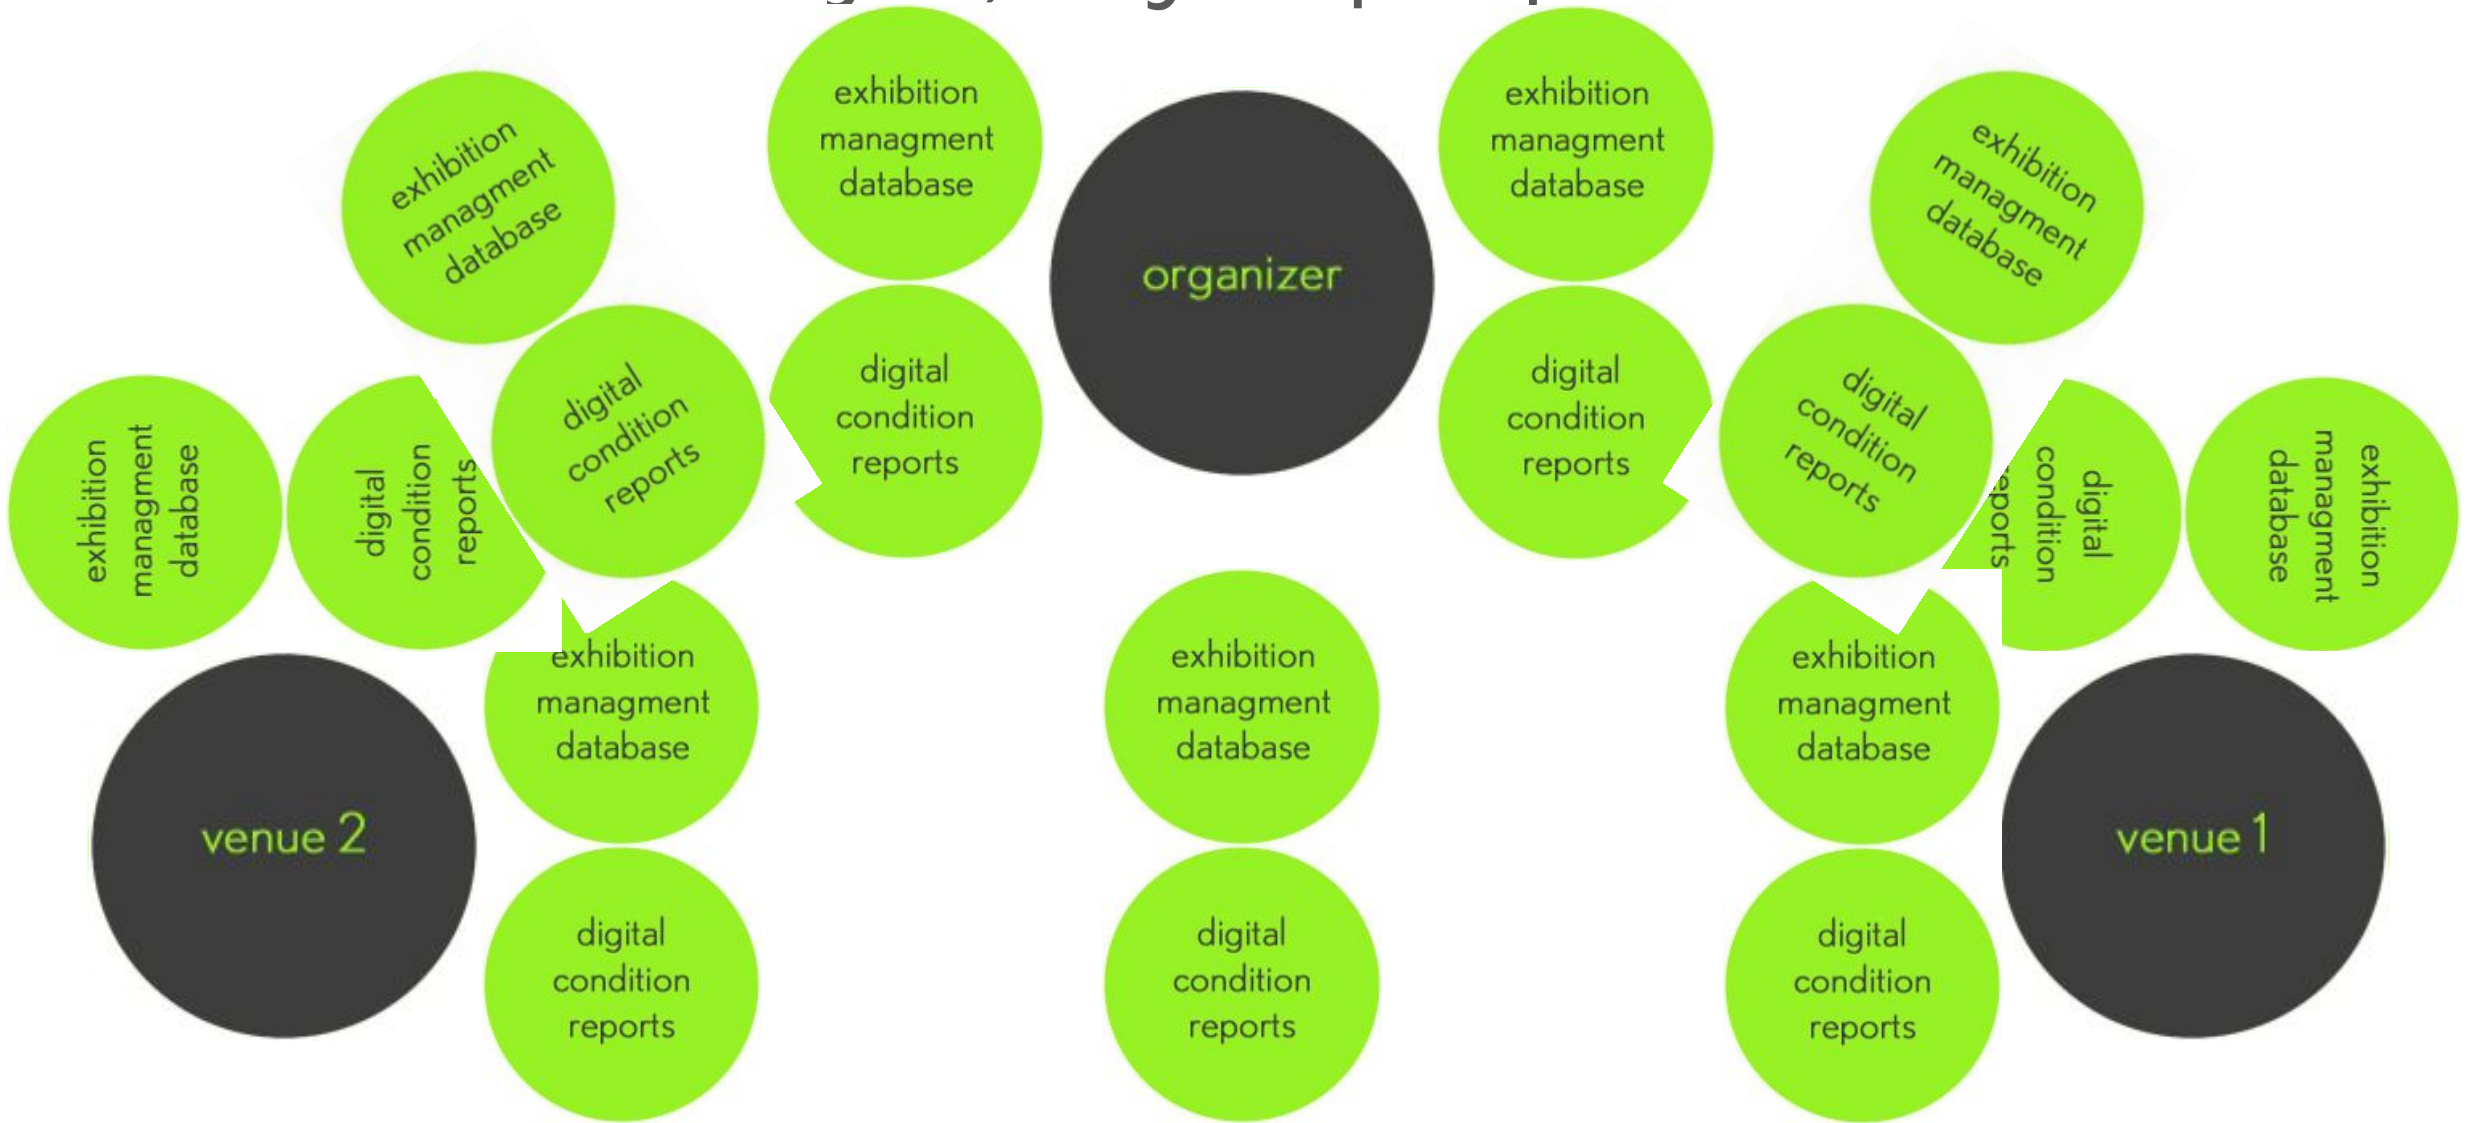 exhibition
managment
database
digital
condition
reports
exhibition
managment
database
digital
condition
reports
exhibition
managment
database
digital
condition
reports
organizer
exhibition
managment
database
digital
condition
reports
exhibition
managment
database
digital
condition
reports
digital
condition
exhibition
managment
database
venue 2
exhibition
managment
database
digital
condition
reports
exhibition
managment
database
digital
condition
reports
exhibition
managment
database
digital
condition
reports
venue 1